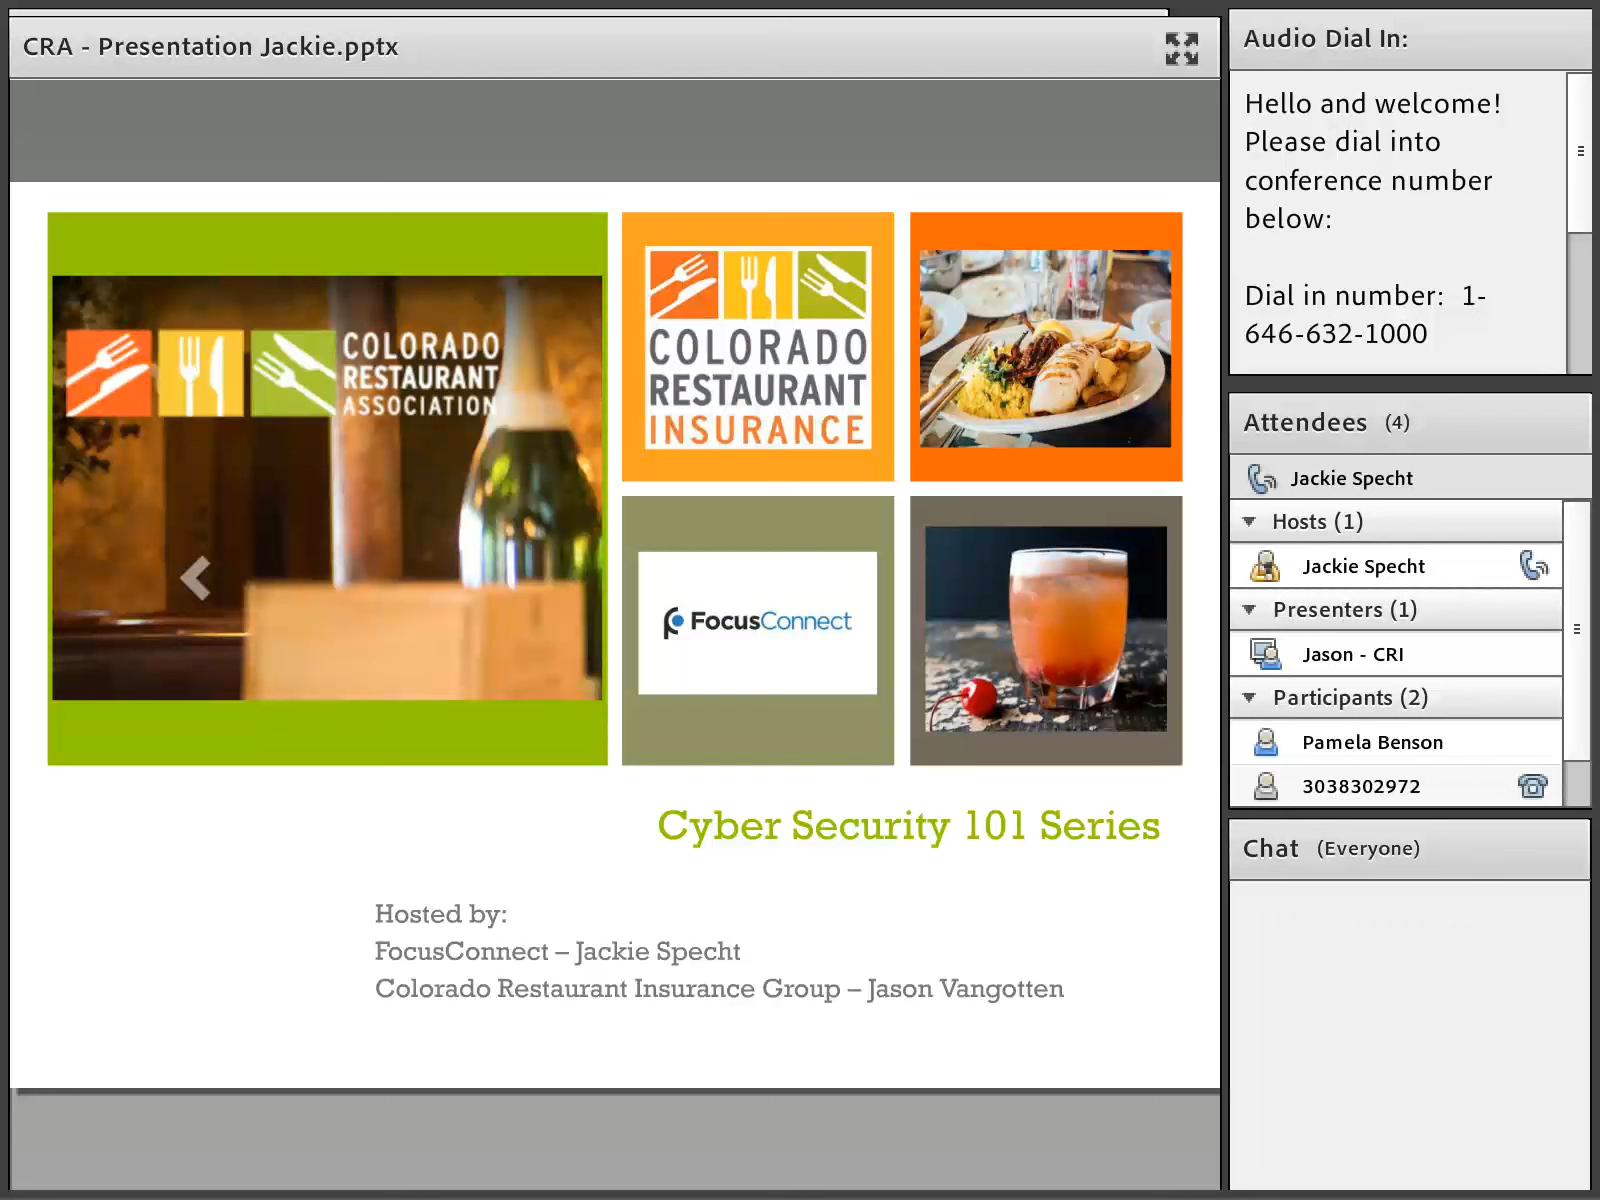 CRA - Presentation Jackie.pptx
COLORADO
RESTAURANT
ASSOCIATION
COLORADO
RESTAURANT
INSURANCE
FocusConnect
Cyber Security 101 Series
Hosted by:
FocusConnect – Jackie Specht
Colorado Restaurant Insurance Group – Jason Vangotten
Audio Dial In:
Hello and welcome!
Please dial into
conference number
below:
Dial in number: 1-
646-632-1000
Attendees (4)
Jackie Specht
Hosts (1)
Jackie Specht
Presenters (1)
Jason - CRI
Participants (2)
Pamela Benson
3038302972
Chat (Everyone)